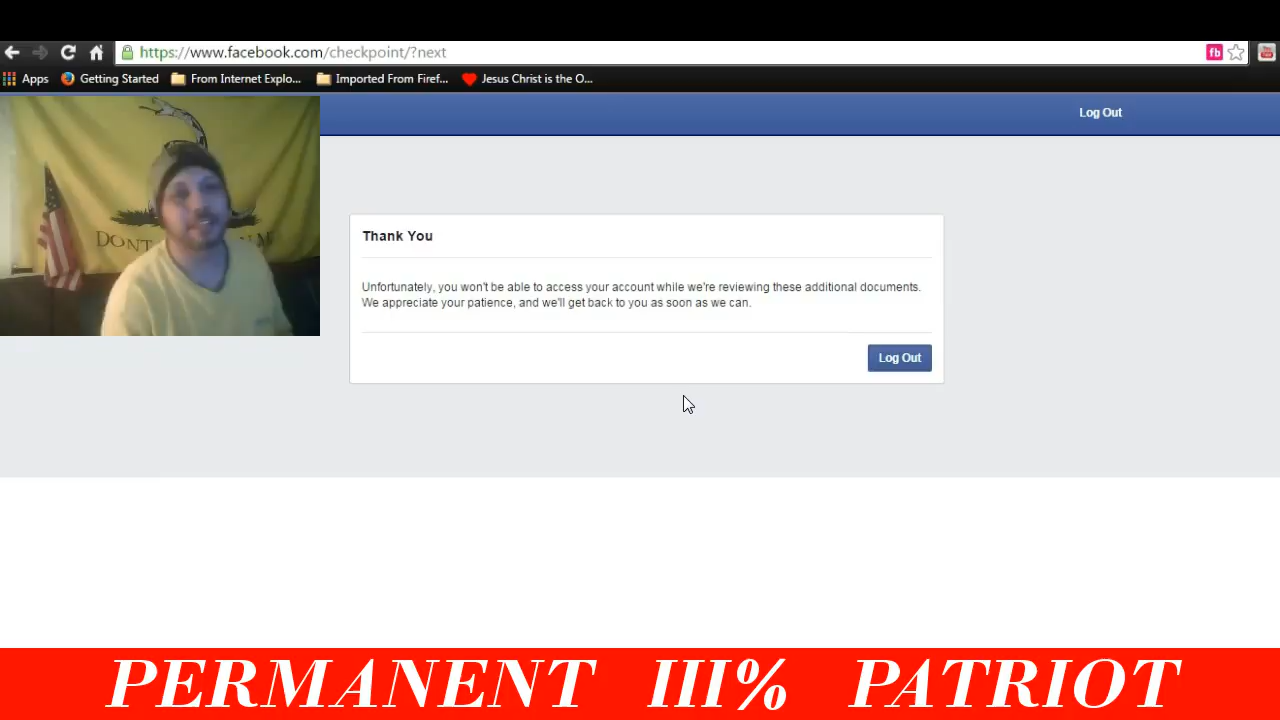 https://www.facebook.com/checkpoint/?next
fb
Apps Getting Started From Internet Explo... Imported From Firef... Jesus Christ is the O...
Log Out
DONT
Thank You
Unfortunately, you won't be able to access your account while we're reviewing these additional documents.
We appreciate your patience, and we'll get back to you as soon as we can.
Log Out
PERMANENT III% PATRIOT